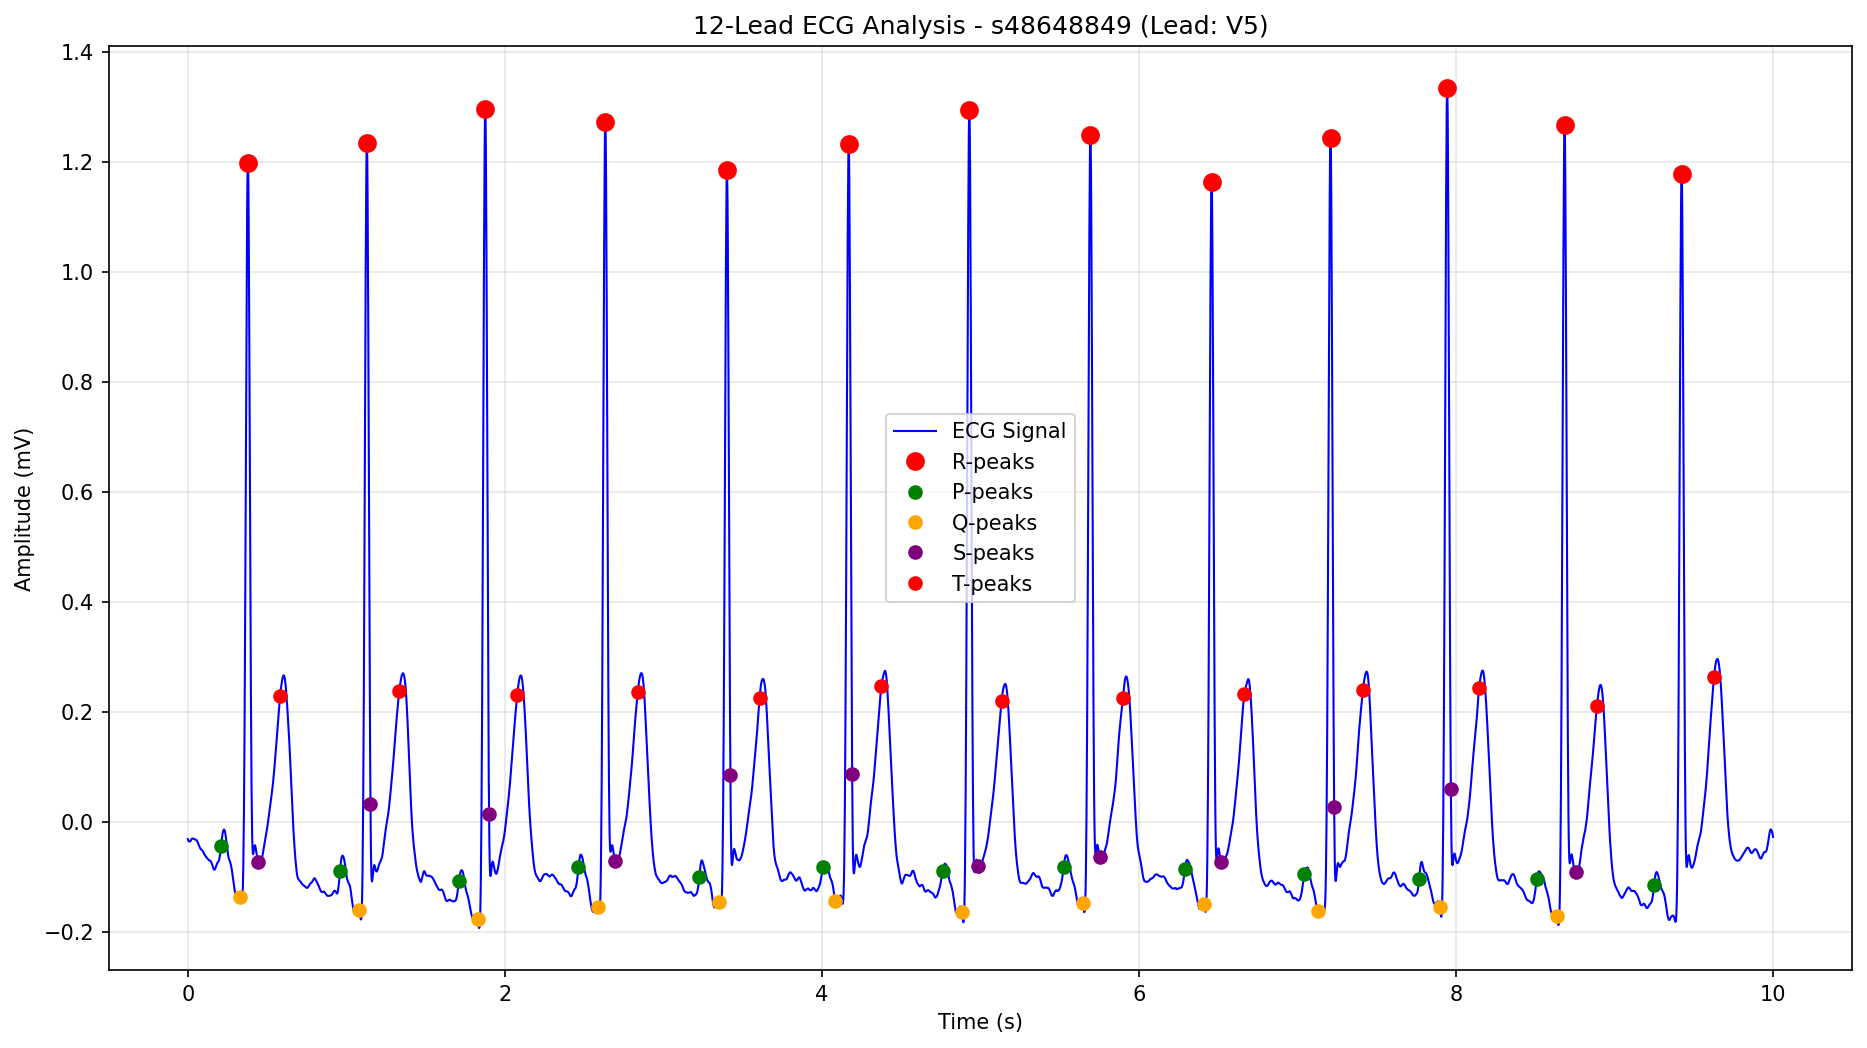 12-Lead ECG Analysis - s48648849 (Lead: V5)
1.4
1.2
1.0
0.8
0.6
0.4
0.2
0.0
−0.2
Amplitude (mV)
ECG Signal
R-peaks
P-peaks
Q-peaks
S-peaks
T-peaks
0 2 4 6 8 10
Time (s)